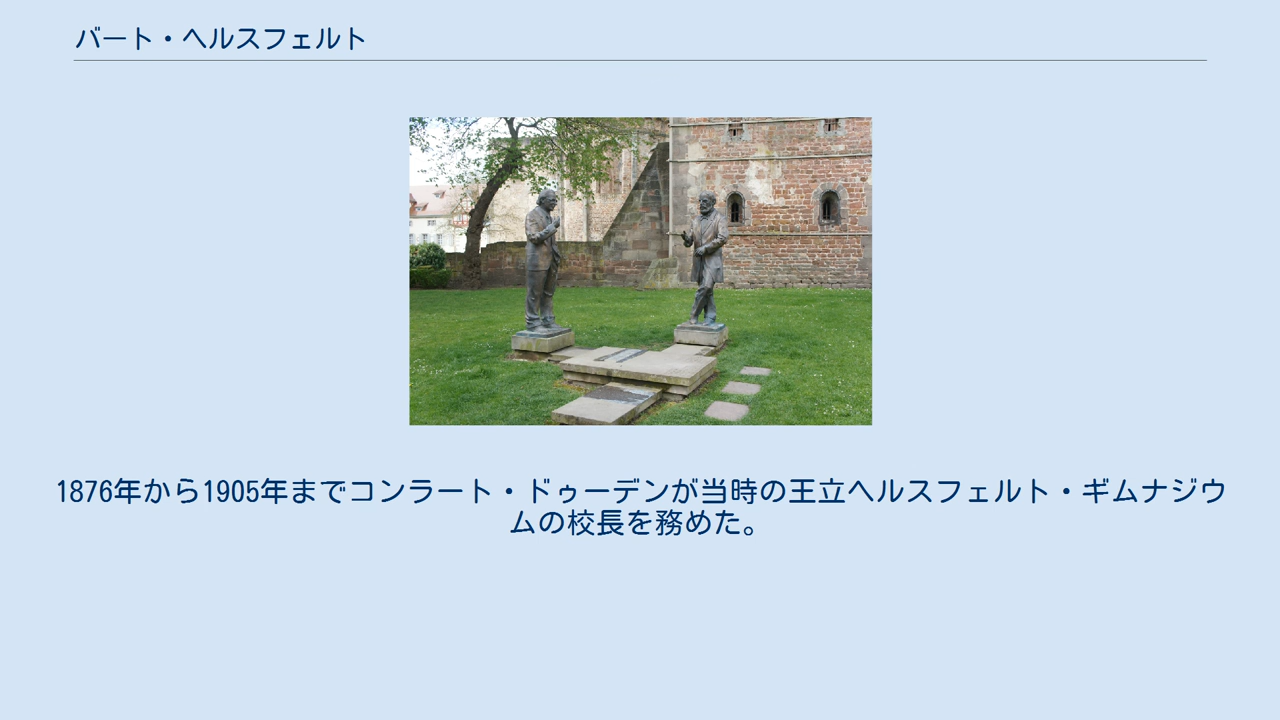 バート・ヘルスフェルト
1876年から1905年までコンラート・ドゥーデンが当時の王立ヘルスフェルト・ギムナジウ
ムの校長を務めた。